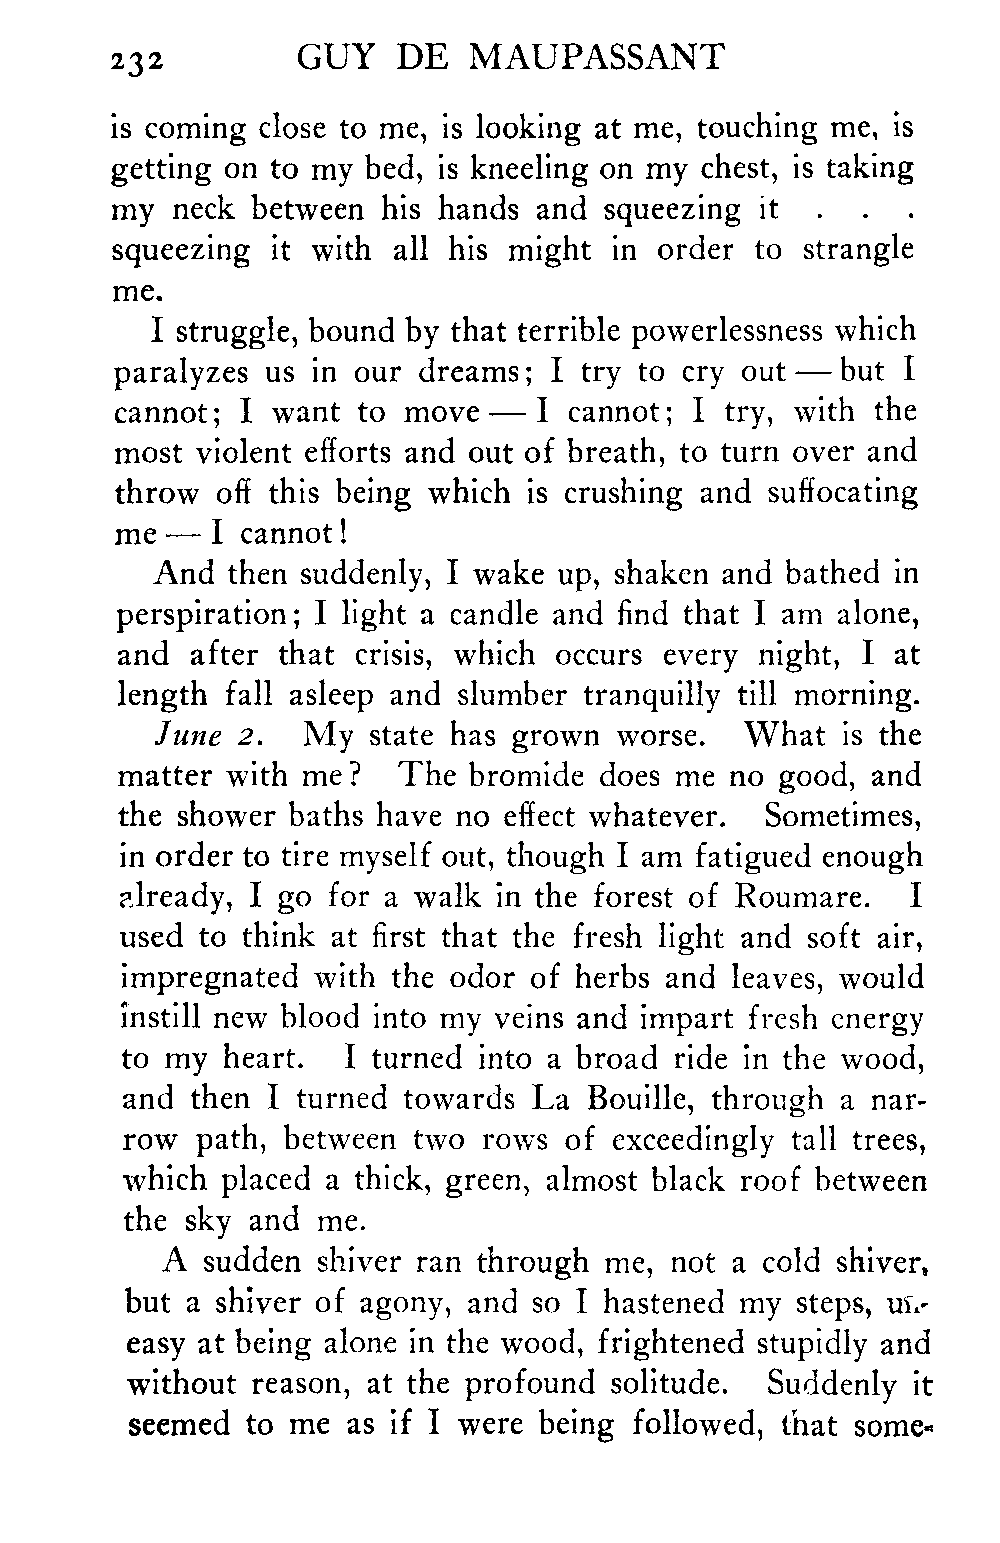 232 GUY DE MAUPASSANT
is coming close to me, is looking at me, touching me, is
getting on to my bed, is kneeling on my chest, is taking
my neck between his hands and squeezing it . . .
squeezing it with all his might in order to strangle
me.
I struggle, bound by that terrible powerlessness which
paralyzes us in our dreams; I try to cry out — but I
cannot; I want to move — I cannot; I try, with the
most violent efforts and out of breath, to turn over and
throw off this being which is crushing and suffocating
me — I cannot!
And then suddenly, I wake up, shaken and bathed in
perspiration; I light a candle and find that I am alone,
and after that crisis, which occurs every night, I at
length fall asleep and slumber tranquilly till morning.
June 2. My state has grown worse. What is the
matter with me? The bromide does me no good, and
the shower baths have no effect whatever. Sometimes,
in order to tire myself out, though I am fatigued enough
already, I go for a walk in the forest of Roumare. I
used to think at first that the fresh light and soft air,
impregnated with the odor of herbs and leaves, would
instill new blood into my veins and impart fresh energy
to my heart. I turned into a broad ride in the wood,
and then I turned towards La Bouille, through a nar-
row path, between two rows of exceedingly tall trees,
which placed a thick, green, almost black roof between
the sky and me.
A sudden shiver ran through me, not a cold shiver,
but a shiver of agony, and so I hastened my steps, un-
easy at being alone in the wood, frightened stupidly and
without reason, at the profound solitude. Suddenly it
seemed to me as if I were being followed, that some-